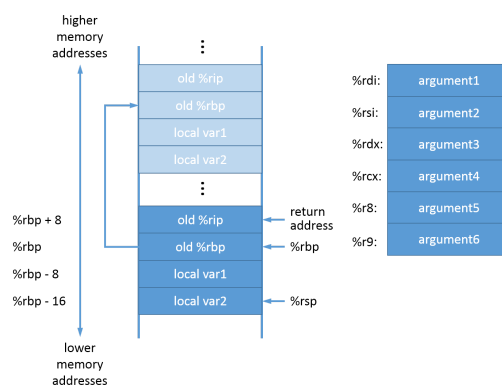 higher
memory
addresses
⋮
old %rip
old %rbp
local var1
local var2
⋮
%rbp + 8
old %rip
return
address
%rbp
old %rbp
%rbp
%rbp - 8
local var1
%rbp - 16
local var2
%rsp
lower
memory
addresses
%rdi: argument1
%rsi: argument2
%rdx: argument3
%rcx: argument4
%r8: argument5
%r9: argument6